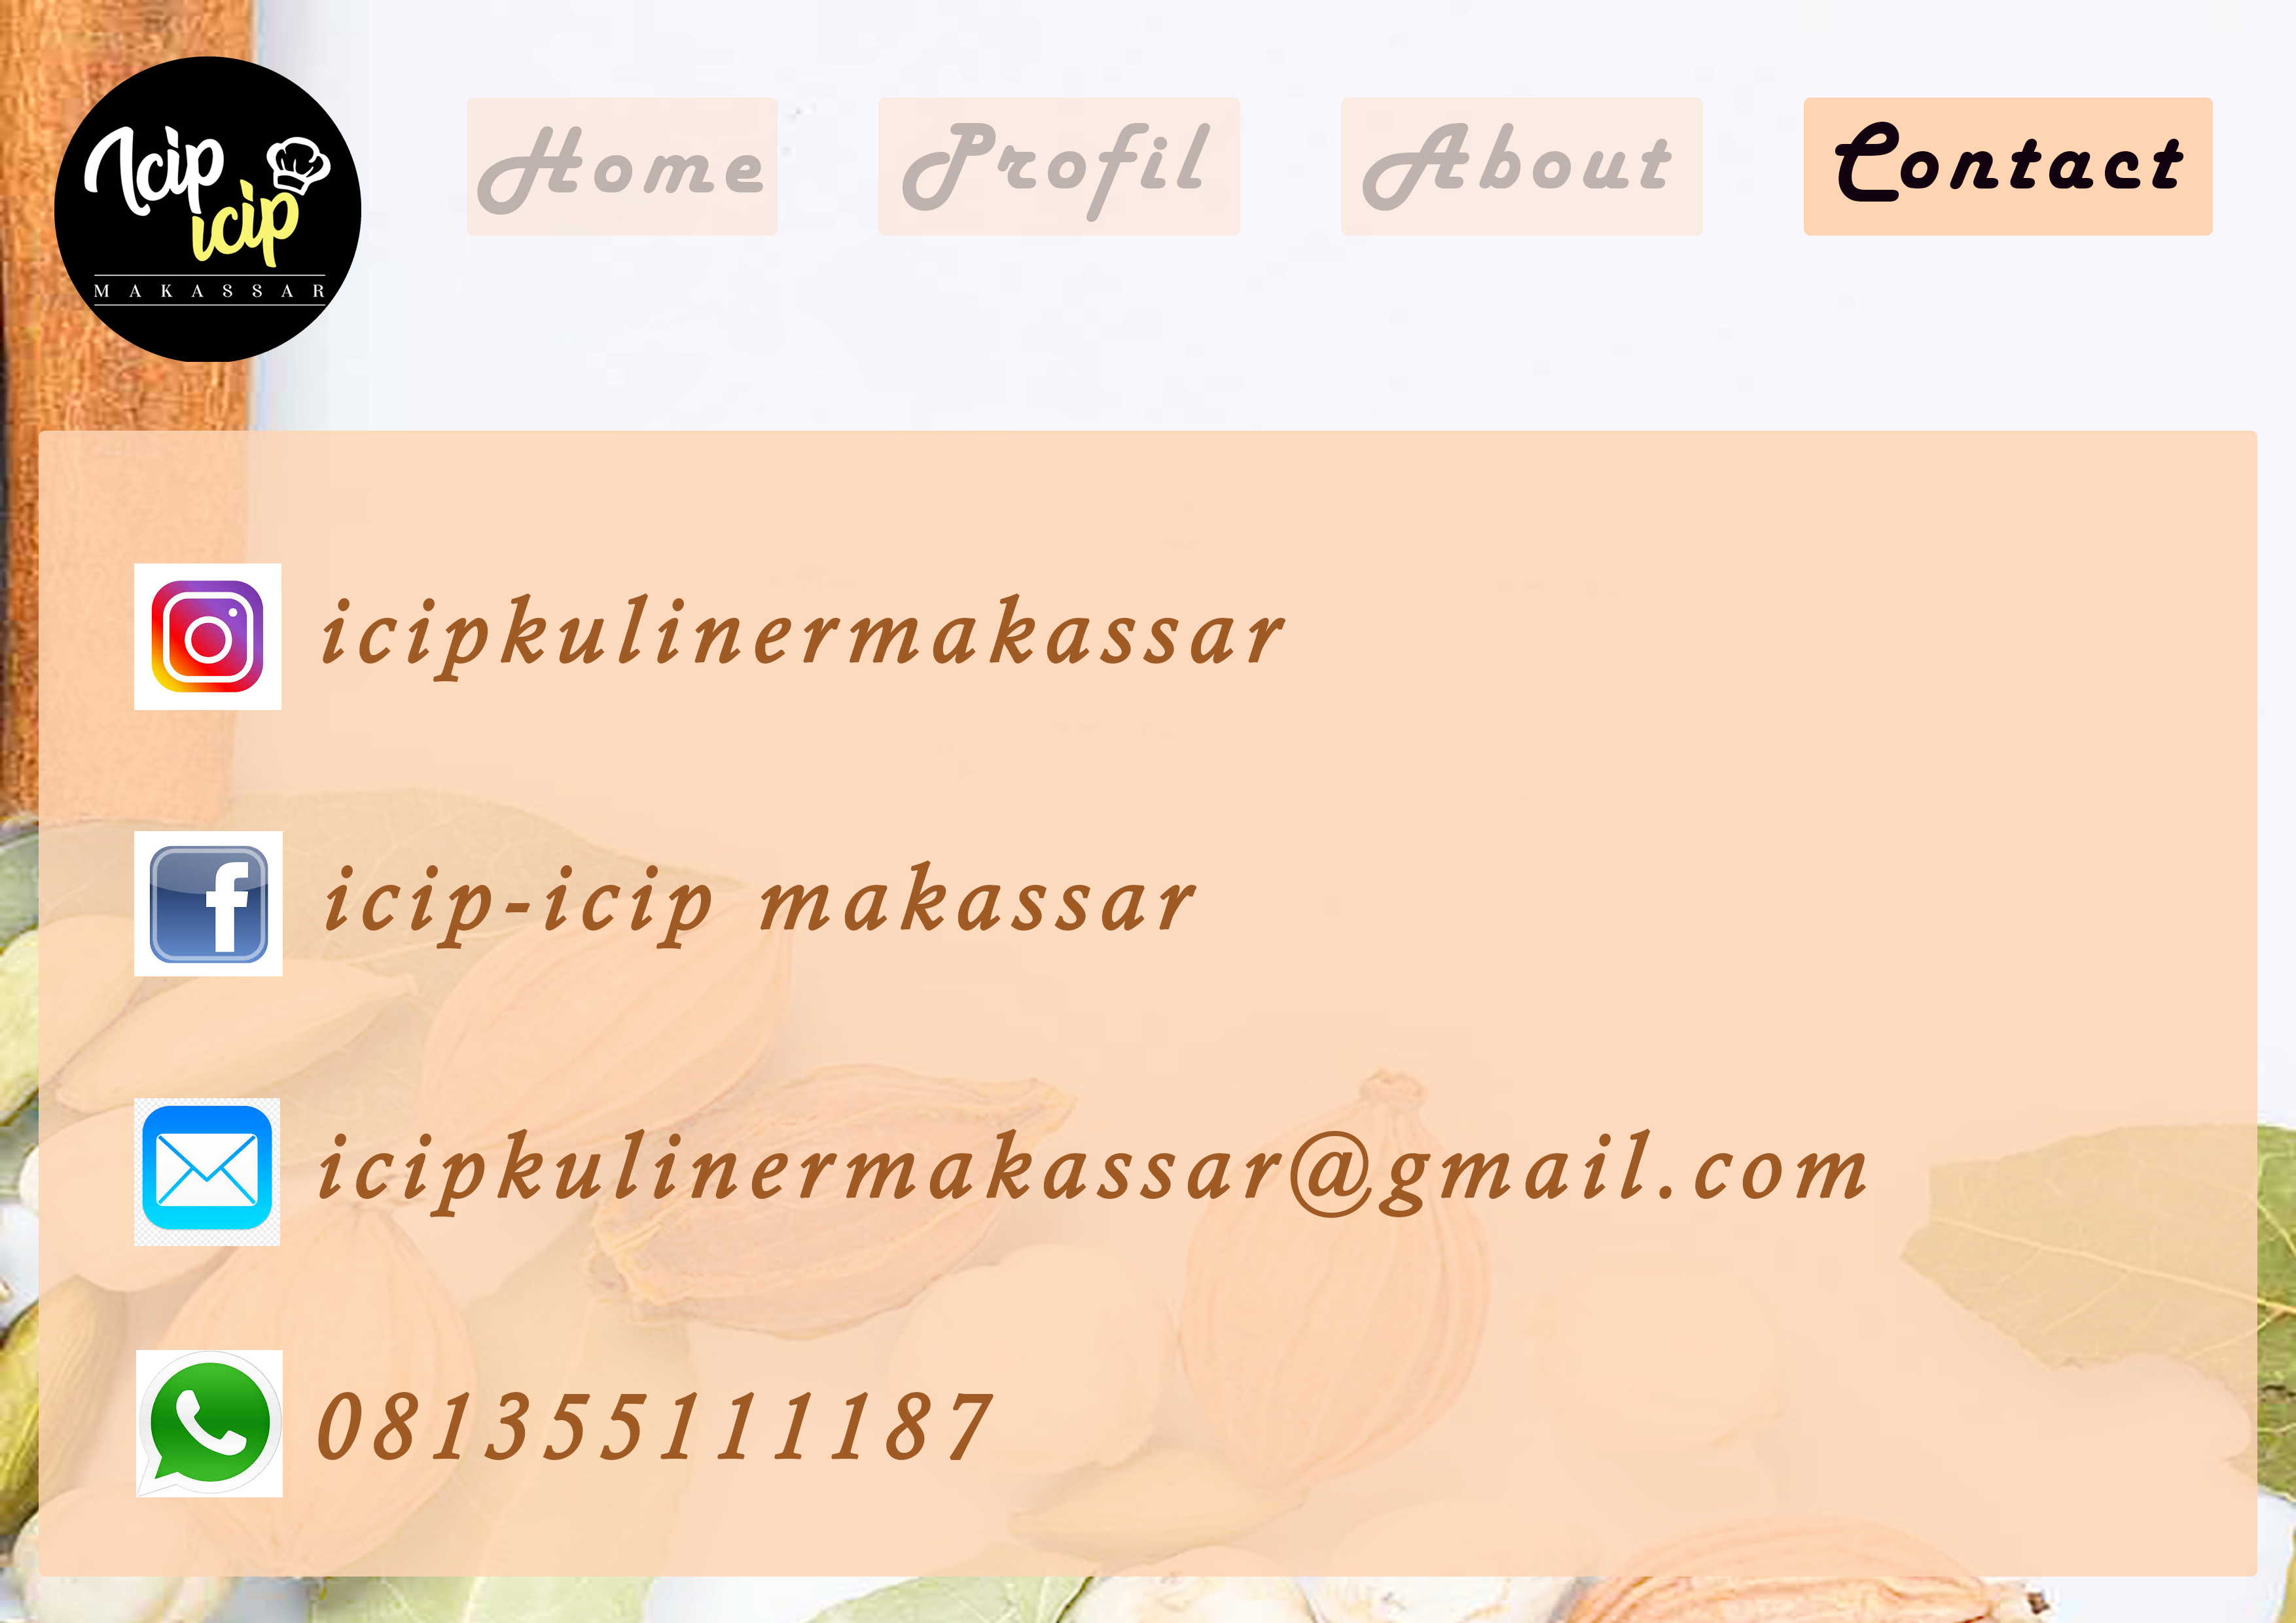 Icip
icip
MAKASSAR
Home Profil About Contact
icipkulinermakassar
icip-icip makassar
icipkulinermakassar@gmail.com
081355111187